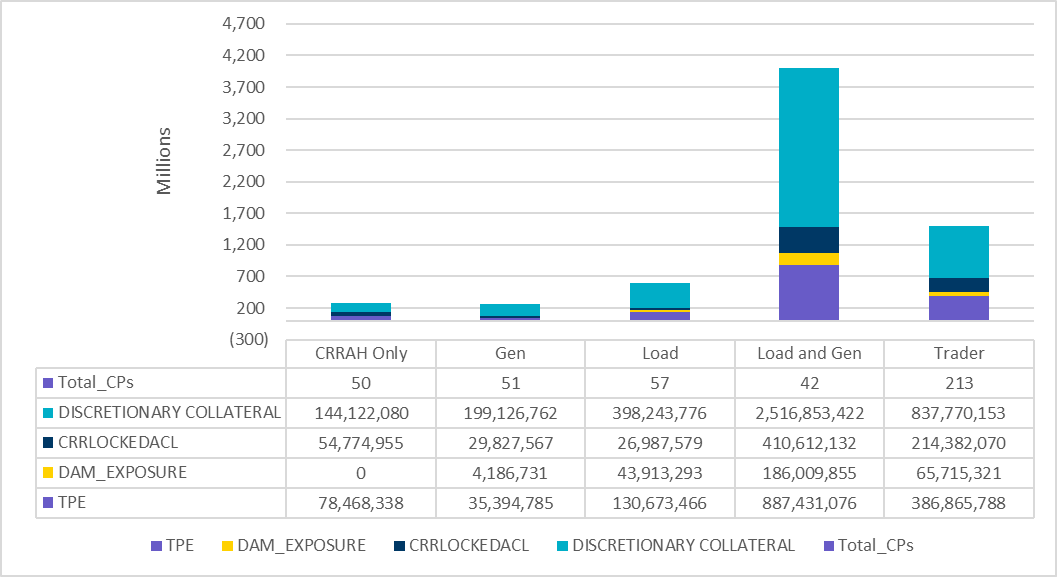 4,700
4,200
3,700
3,200
2,700
2,200
1,700
1,200
700
200
(300)
Millions
CRRAH Only Gen Load Load and Gen Trader
Total_CPs 50 51 57 42 213
DISCRETIONARY COLLATERAL 144,122,080 199,126,762 398,243,776 2,516,853,422 837,770,153
CRRLOCKEDACL 54,774,955 29,827,567 26,987,579 410,612,132 214,382,070
DAM_EXPOSURE 0 4,186,731 43,913,293 186,009,855 65,715,321
TPE 78,468,338 35,394,785 130,673,466 887,431,076 386,865,788
TPE DAM_EXPOSURE CRRLOCKEDACL DISCRETIONARY COLLATERAL Total_CPs